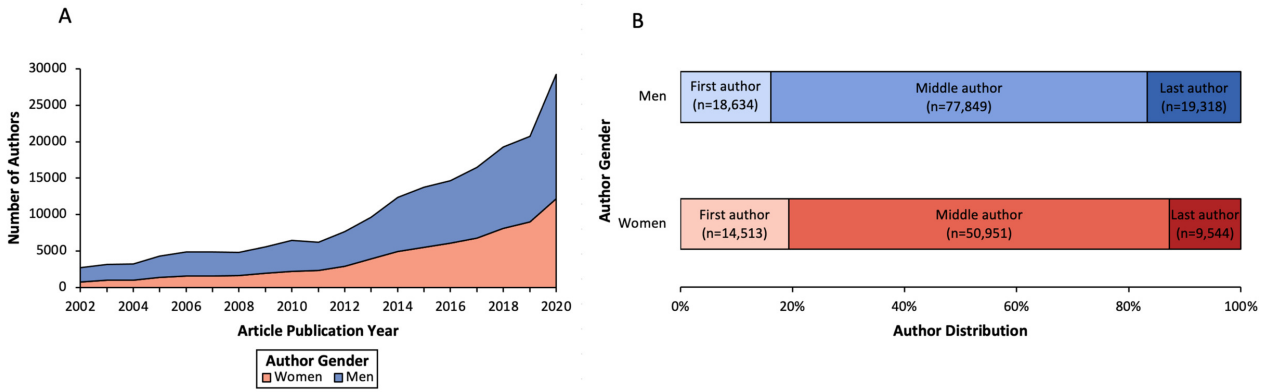 A
Number of Authors
30000
25000
20000
15000
10000
5000
0
2002 2004 2006 2008 2010 2012 2014 2016 2018 2020
Article Publication Year
Author Gender
Women Men
B
Author Gender
Men
First author
(n=18,634)
Middle author
(n=77,849)
Last author
(n=19,318)
Women
First author
(n=14,513)
Middle author
(n=50,951)
Last author
(n=9,544)
0% 20% 40% 60% 80% 100%
Author Distribution